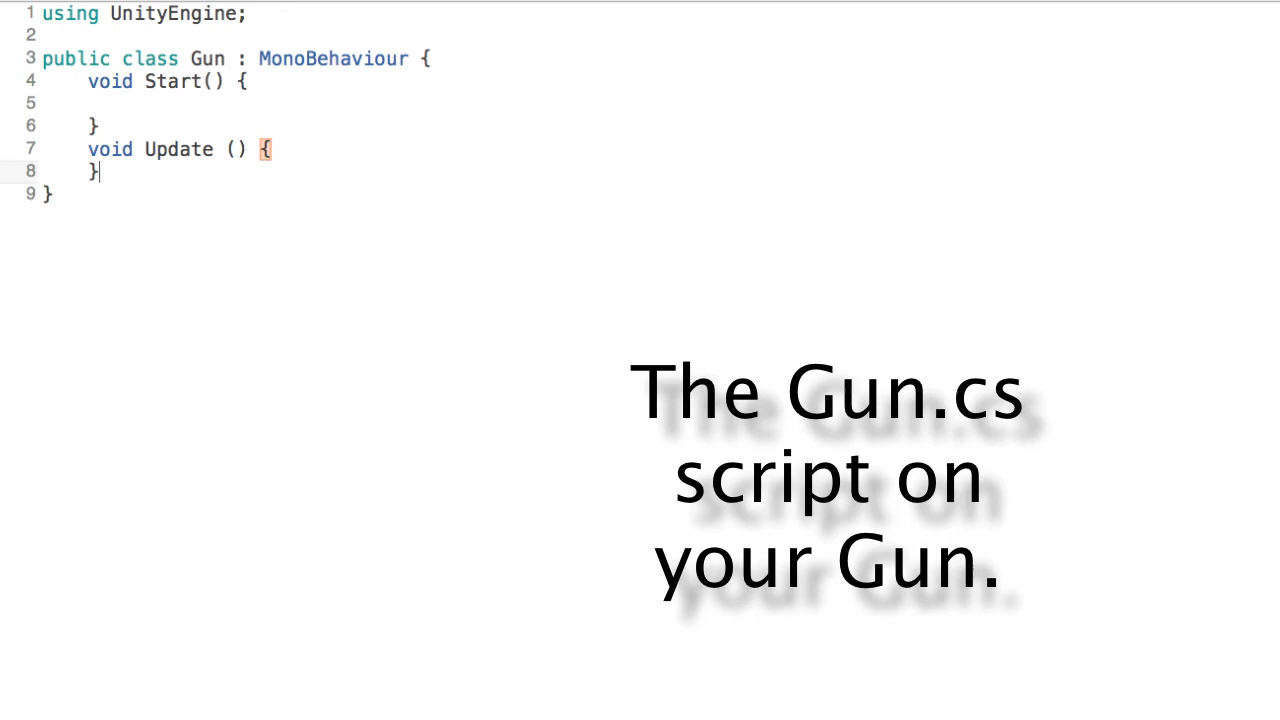 1 using UnityEngine;
2
3 public class Gun : MonoBehaviour {
4 void Start() {
5
6 }
7 void Update () {
8 }
9 }
The Gun.cs
script on
your Gun.